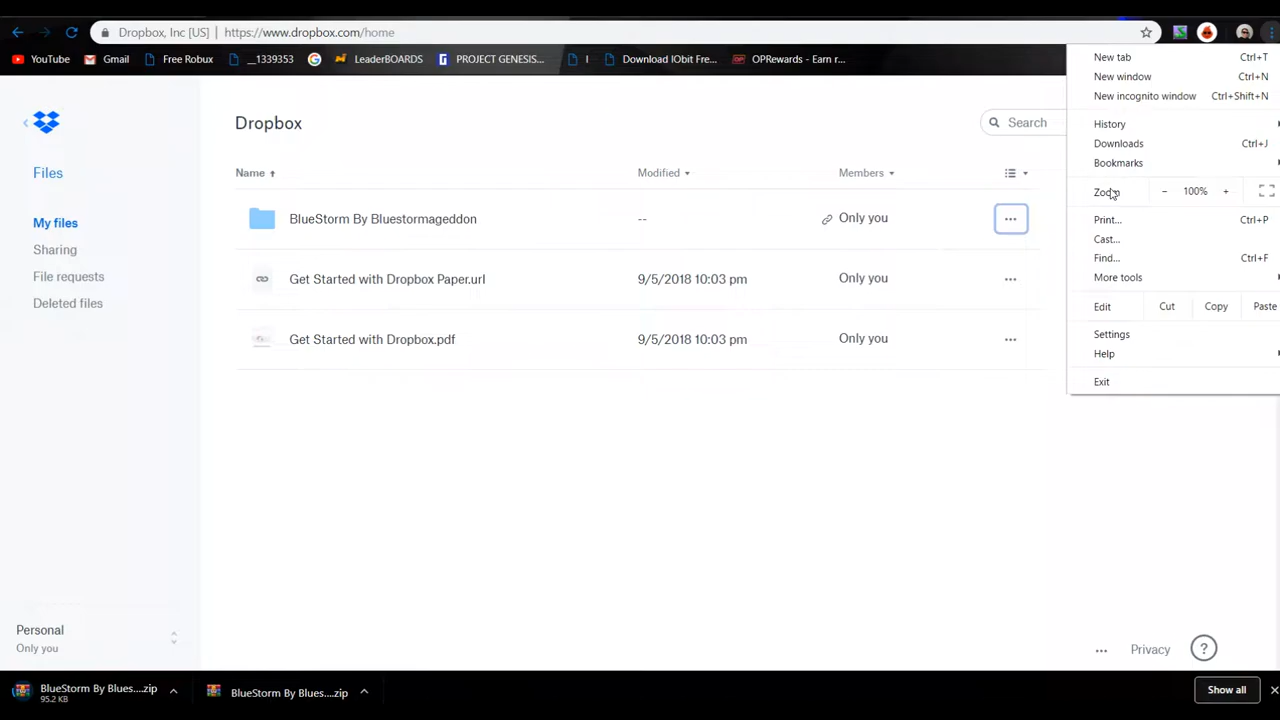 Dropbox, Inc [US] https://www.dropbox.com/home
YouTube Gmail Free Robux __1339353 LeaderBOARDS PROJECT GENESIS... I Download IObit Fre... OPRewards - Earn r...
New tab Ctrl+T
New window Ctrl+N
New incognito window Ctrl+Shift+N
History
Downloads Ctrl+J
Bookmarks
Zoom - 100% +
Print... Ctrl+P
Cast...
Find... Ctrl+F
More tools
Edit Cut Copy Paste
Settings
Help
Exit
Files
My files
Sharing
File requests
Deleted files
Dropbox
Search
Name Modified Members
BlueStorm By Bluestormageddon -- Only you
Get Started with Dropbox Paper.url 9/5/2018 10:03 pm Only you
Get Started with Dropbox.pdf 9/5/2018 10:03 pm Only you
Personal
Only you
Privacy ?
BlueStorm By Blues....zip
95.2 KB
BlueStorm By Blues....zip
Show all